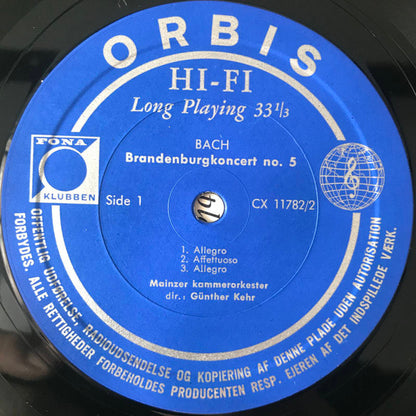 ORBIS
HI-FI
Long Playing 33 1/3
BACH
Brandenburgkoncert no. 5
FONA
KLUBBEN
Side 1
CX 11782/2
1. Allegro
2. Affettuoso
3. Allegro
Mainzer kammerorkester
dir.: Günther Kehr
OFFENTLIG UDFØRELSE, RADIOUDSENDELSE OG KOPIERING AF DENNE PLADE UDEN AUTORISATION
FORBYDES. ALLE RETTIGHEDER FORBEHOLDES PRODUCENTEN RESP. EJEREN AF DET INDSPILLEDE VÆRK.